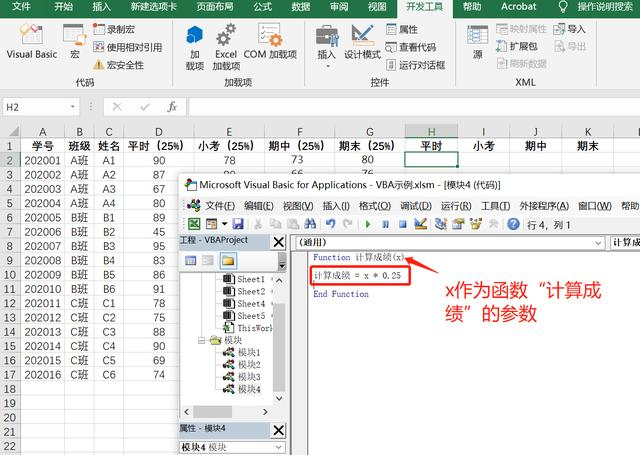 文件 开始 新建选项卡 页面布局 公式 数据 审阅 视图 开发工具 帮助 Acrobat 操作说明搜索
Visual Basic 宏 录制宏 使用相对引用 宏安全性
代码
加载项 Excel 加载项 COM 加载项
加载项
插入 设计模式 属性 查看代码 运行对话框
控件
源 映射属性 扩展包 刷新数据 导入 导出
XML
H2 fx
A B C D E F G H I J K
1 学号 班级 姓名 平时（25%） 小考（25%） 期中（25%） 期末（25%） 平时 小考 期中 期末
2 202001 A班 A1 90 78 73 80
3 202002 A班 A2 87
4 202003 A班 A3 67
5 202004 A班 A4 80
6 202005 B班 B1 89
7 202006 B班 B2 45
8 202007 B班 B3 95
9 202008 B班 B4 83
10 202009 B班 B5 86
11 202010 B班 B6 91
12 202011 C班 C1 78
13 202012 C班 C2 75
14 202013 C班 C3 88
15 202014 C班 C4 90
16 202015 C班 C5 69
17 202016 C班 C6 74
18
19
20
21
22
Microsoft Visual Basic for Applications - VBA示例.xlsm - [模块4 (代码)]
文件(F) 编辑(E) 视图(V) 插入(I) 格式(O) 调试(D) 运行(R) 工具(T) 外接程序(A) 窗口(W) 帮助
行 4, 列 1
工程 - VBAProject
Sheet1
Sheet2
Sheet4
Sheet5
ThisWor
模块
模块1
模块2
模块3
模块4
属性 - 模块4
模块4 模块
(通用)
Function 计算成绩(x)
计算成绩 = x * 0.25
End Function
x作为函数“计算成
绩”的参数